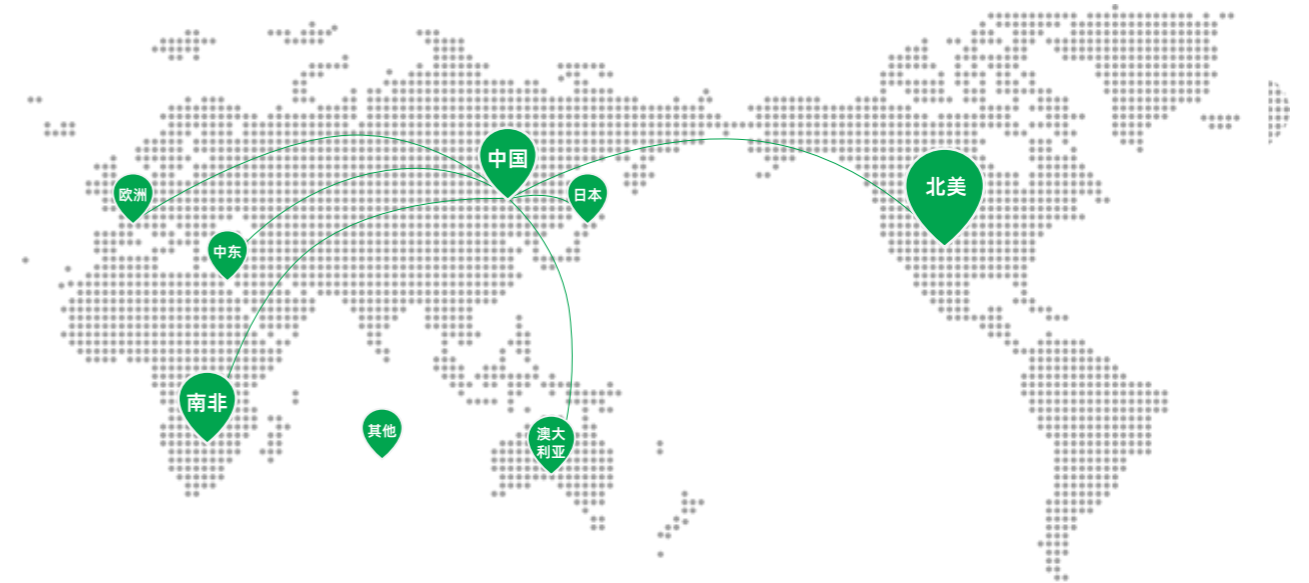 中国
北美
欧洲
日本
中东
南非
其他
澳大
利亚